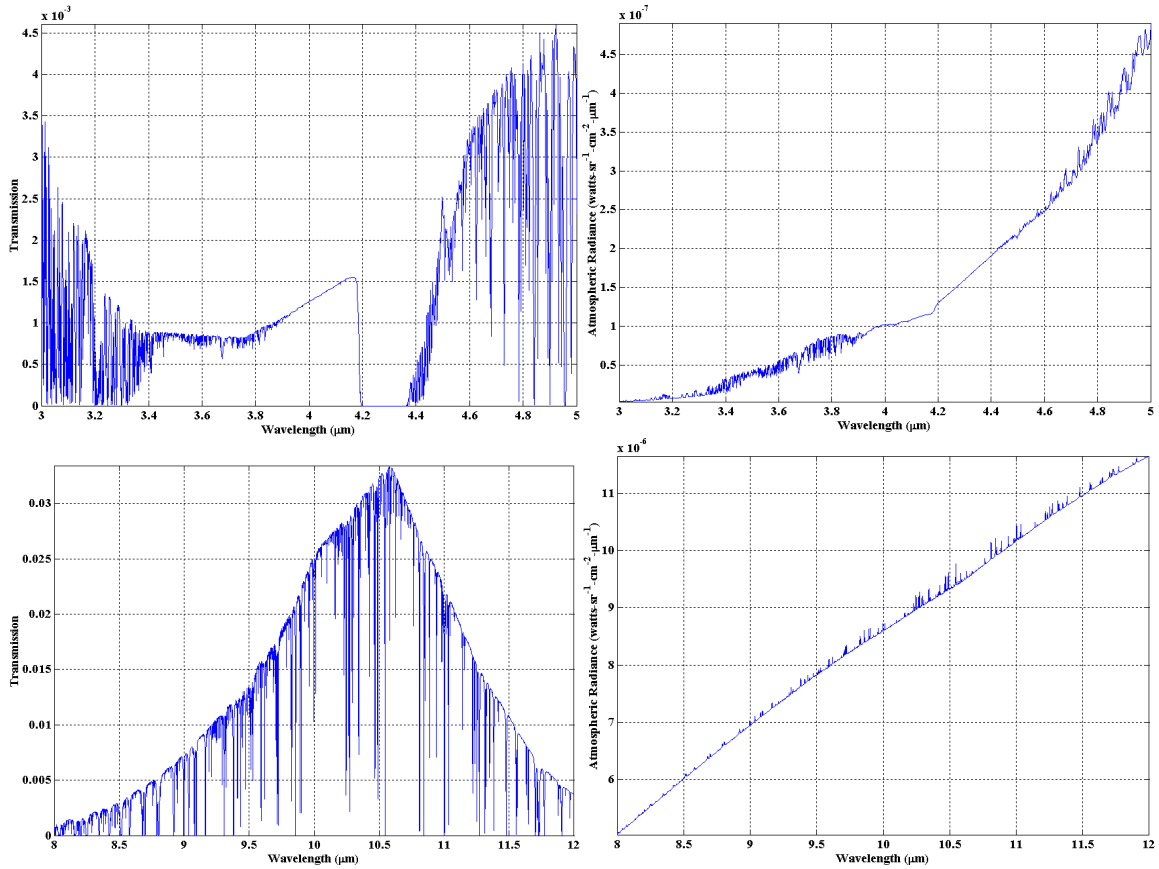 x 10⁻³
4.5
4
3.5
3
2.5
2
1.5
1
0.5
0
Transmission
3 3.2 3.4 3.6 3.8 4 4.2 4.4 4.6 4.8 5
Wavelength (μm)
x 10⁻⁷
4.5
4
3.5
3
2.5
2
1.5
1
0.5
Atmospheric Radiance (watts-sr⁻¹-cm⁻²-μm⁻¹)
3 3.2 3.4 3.6 3.8 4 4.2 4.4 4.6 4.8 5
Wavelength (μm)
0.03
0.025
0.02
0.015
0.01
0.005
0
Transmission
8 8.5 9 9.5 10 10.5 11 11.5 12
Wavelength (μm)
x 10⁻⁶
11
10
9
8
7
6
Atmospheric Radiance (watts-sr⁻¹-cm⁻²-μm⁻¹)
8 8.5 9 9.5 10 10.5 11 11.5 12
Wavelength (μm)